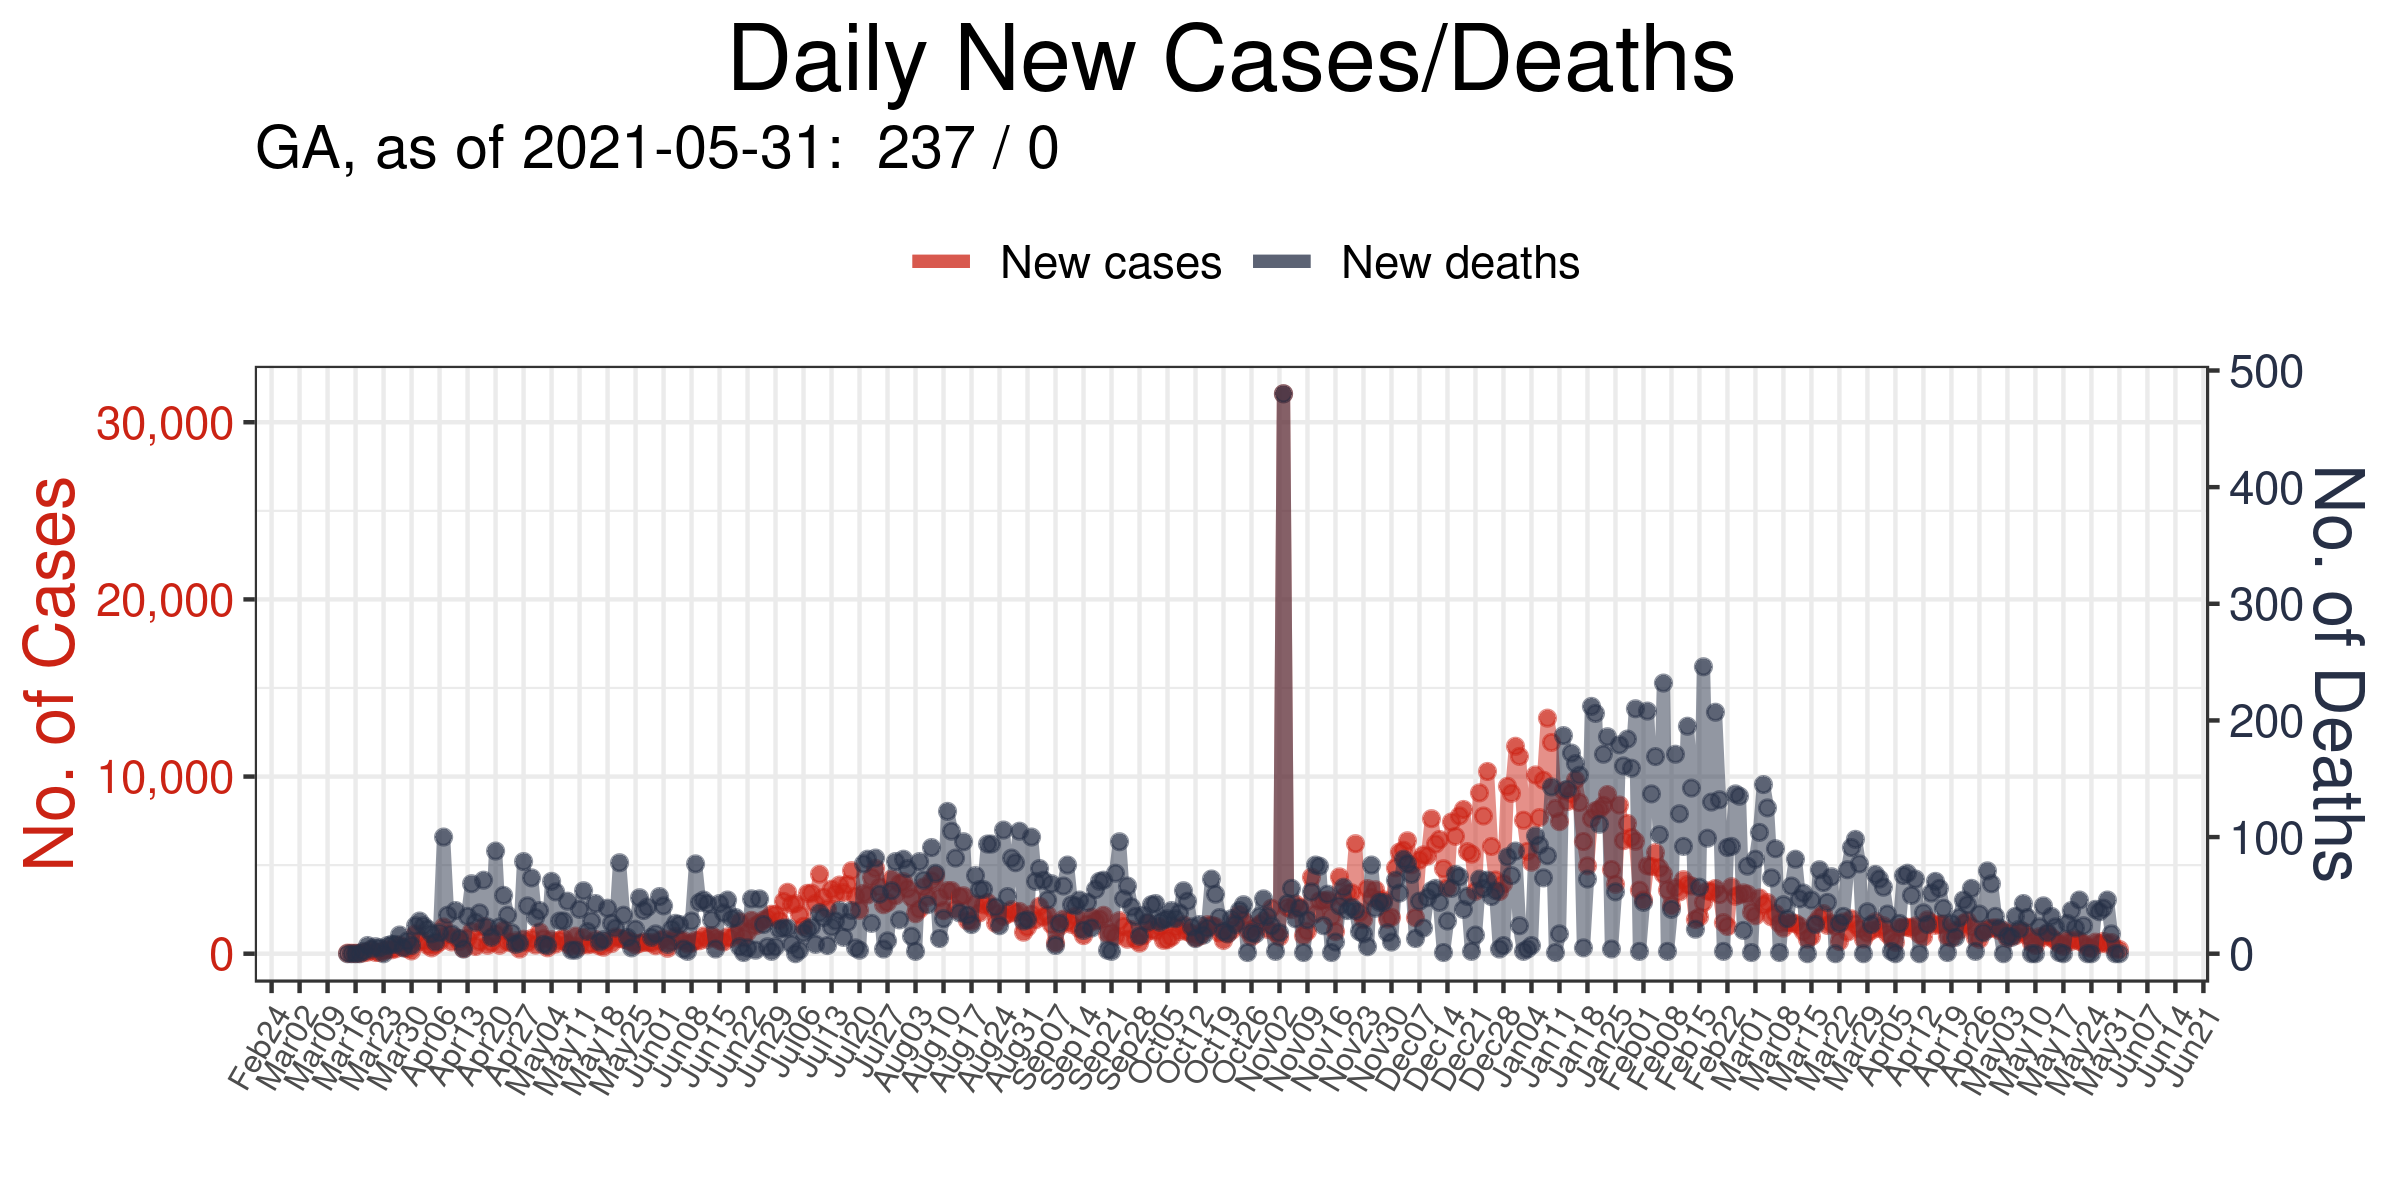 Daily New Cases/Deaths
GA, as of 2021-05-31:  237 / 0
New cases
New deaths
No. of Cases
30,000
20,000
10,000
0
500
400
300
200
100
0
No. of Deaths
Feb24
Mar02
Mar09
Mar16
Mar23
Mar30
Apr06
Apr13
Apr20
Apr27
May04
May11
May18
May25
Jun01
Jun08
Jun15
Jun22
Jun29
Jul06
Jul13
Jul20
Jul27
Aug03
Aug10
Aug17
Aug24
Aug31
Sep07
Sep14
Sep21
Sep28
Oct05
Oct12
Oct19
Oct26
Nov02
Nov09
Nov16
Nov23
Nov30
Dec07
Dec14
Dec21
Dec28
Jan04
Jan11
Jan18
Jan25
Feb01
Feb08
Feb15
Feb22
Mar01
Mar08
Mar15
Mar22
Mar29
Apr05
Apr12
Apr19
Apr26
May03
May10
May17
May24
May31
Jun07
Jun14
Jun21